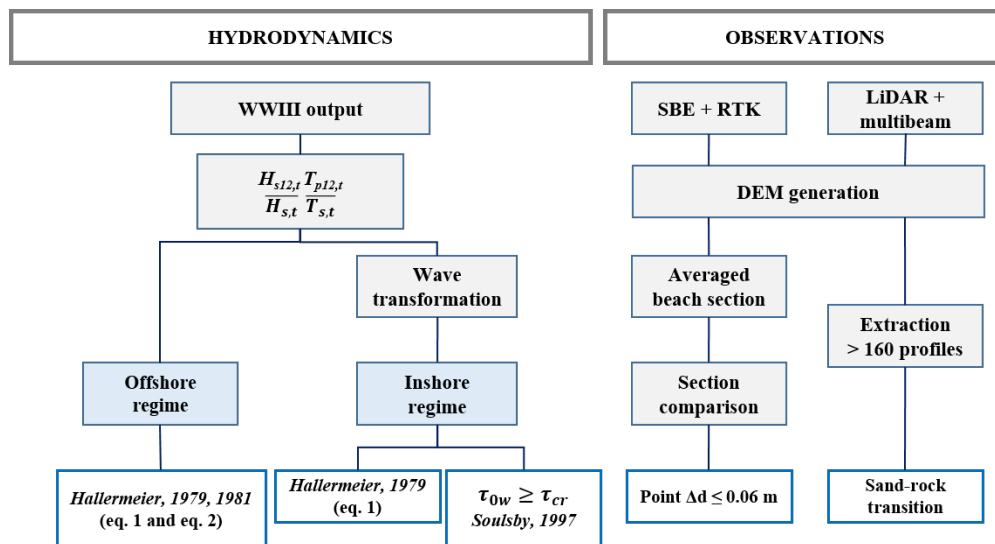 HYDRODYNAMICS
OBSERVATIONS
WWIII output
SBE + RTK
LiDAR +
multibeam
H_{s12,t} T_{p12,t}
H_{s,t} T_{s,t}
DEM generation
Wave
transformation
Averaged
beach section
Extraction
> 160 profiles
Offshore
regime
Inshore
regime
Section
comparison
Hallermeier, 1979, 1981
(eq. 1 and eq. 2)
Hallermeier, 1979
(eq. 1)
τ_{0w} ≥ τ_{cr}
Soulsby, 1997
Point Δd ≤ 0.06 m
Sand-rock
transition